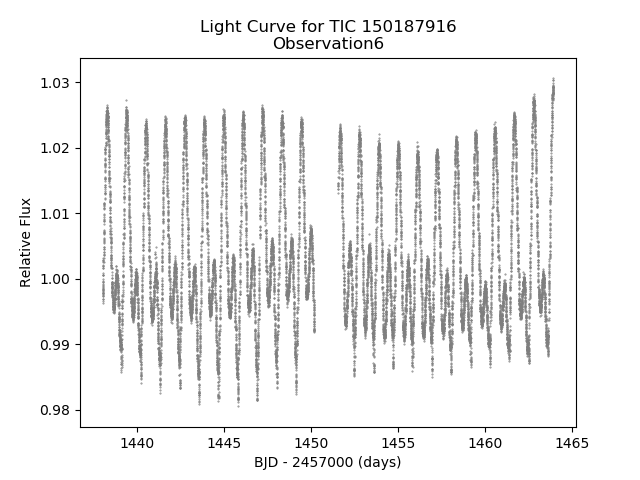 Light Curve for TIC 150187916
Observation6
Relative Flux
1.03
1.02
1.01
1.00
0.99
0.98
1440 1445 1450 1455 1460 1465
BJD - 2457000 (days)